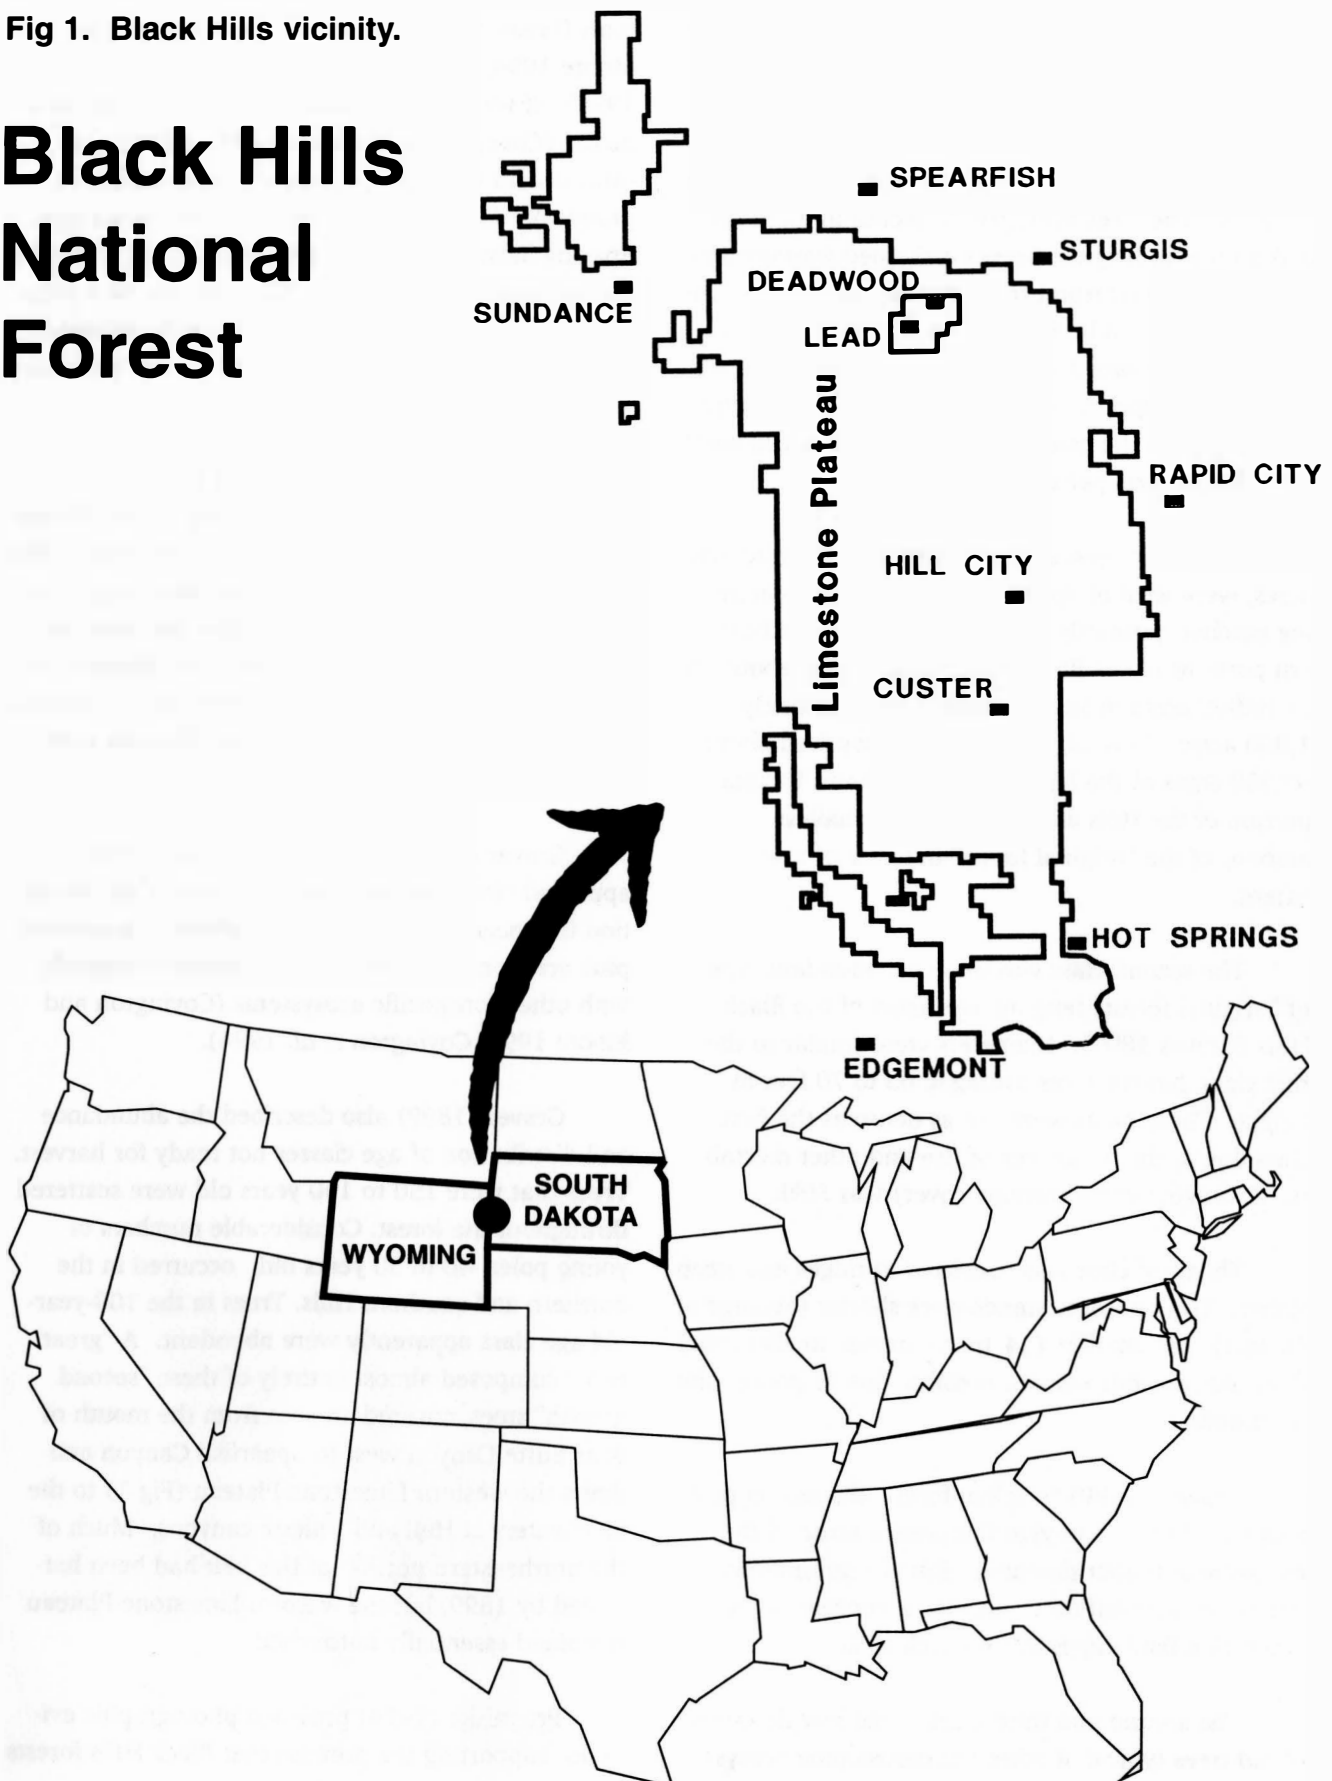 Fig 1. Black Hills vicinity.
Black Hills
National
Forest
SPEARFISH
STURGIS
DEADWOOD
SUNDANCE
LEAD
Limestone Plateau
RAPID CITY
HILL CITY
CUSTER
HOT SPRINGS
EDGEMONT
SOUTH
DAKOTA
WYOMING